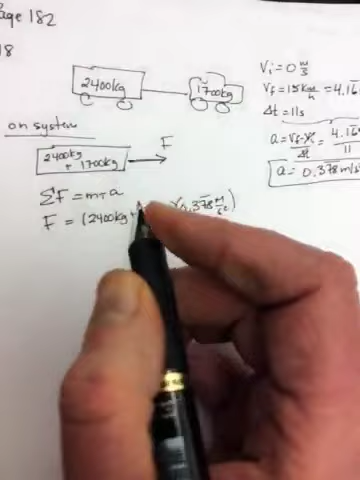 age 182
18
2400kg
1700kg
Vi = 0 m/s
Vf = 15 km/h = 4.16
Δt = 11s
a = Vf - Vi / Δt = 4.16 / 11
a = 0.378 m/s
on system
2400kg
+ 1700kg
F
ΣF = mT a
F = (2400kg + 0.378 m/s²)